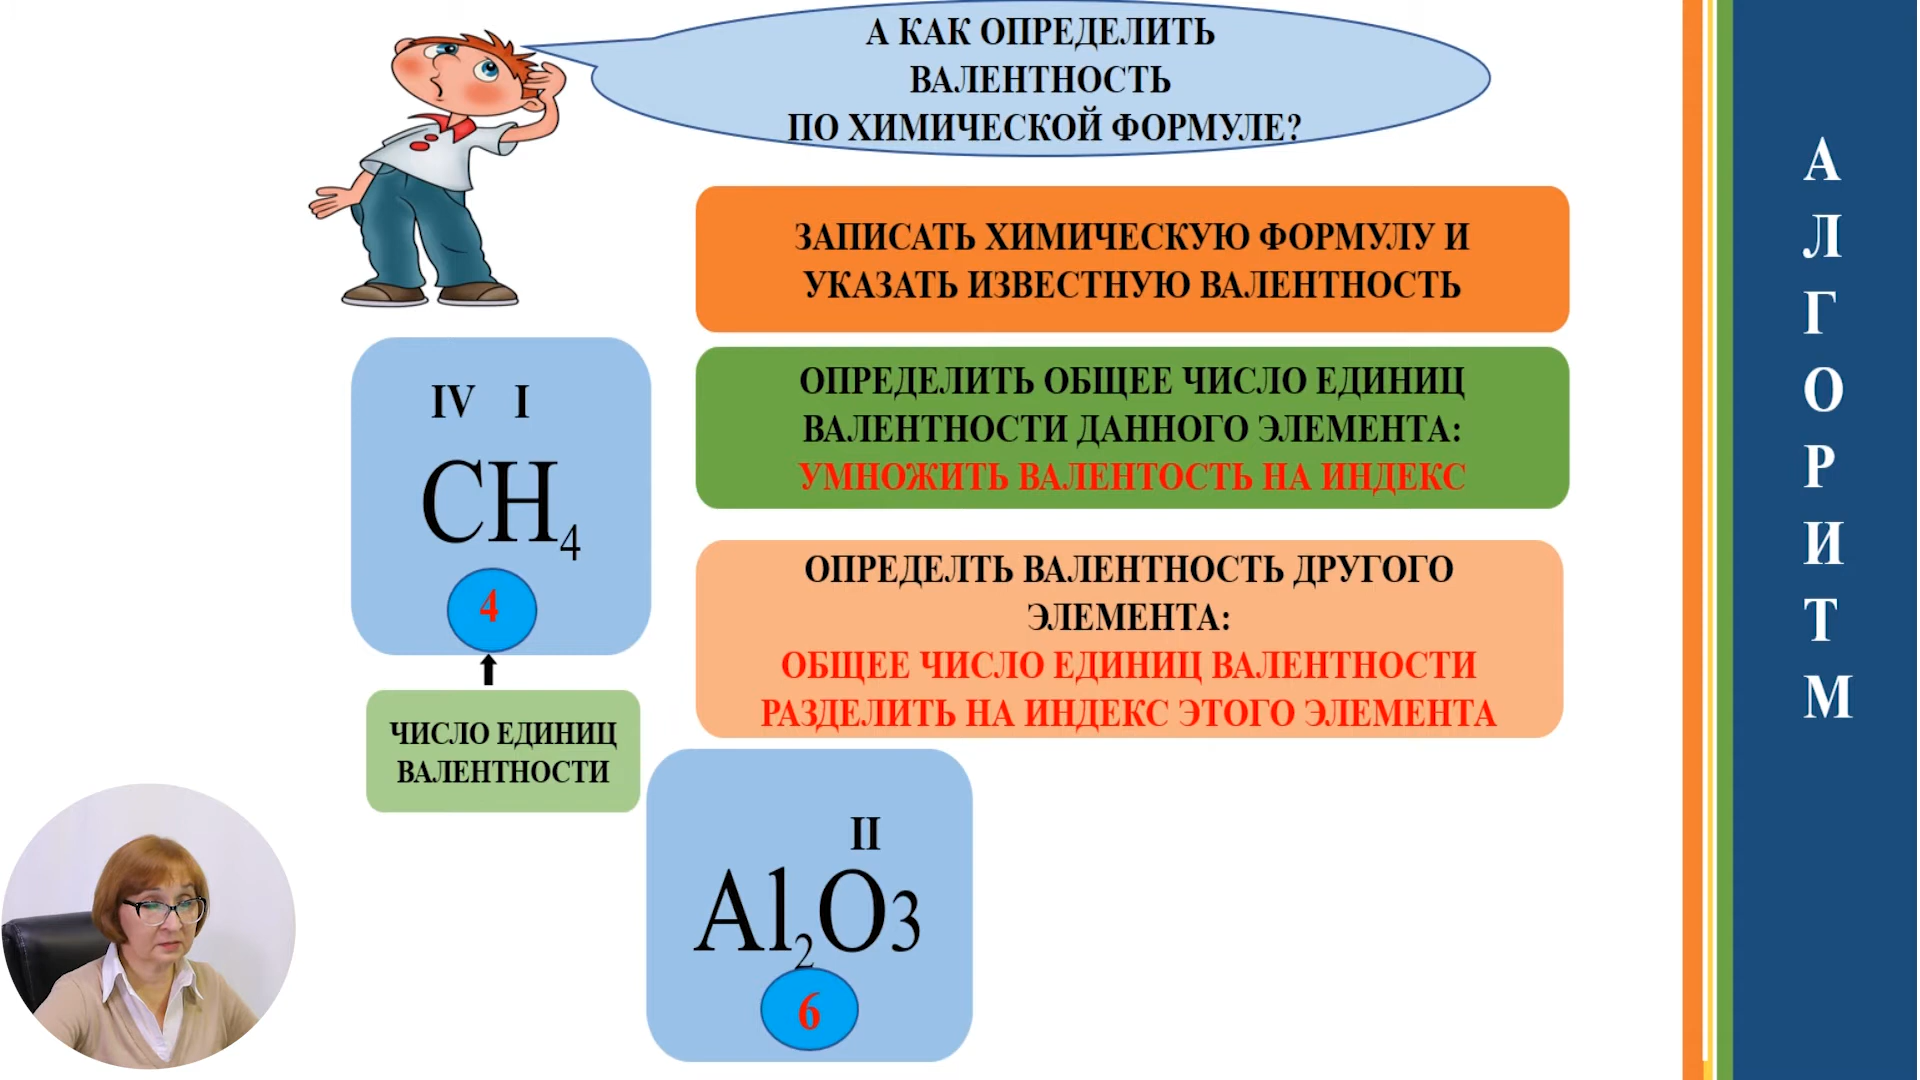 А КАК ОПРЕДЕЛИТЬ
ВАЛЕНТНОСТЬ
ПО ХИМИЧЕСКОЙ ФОРМУЛЕ?
ЗАПИСАТЬ ХИМИЧЕСКУЮ ФОРМУЛУ И
УКАЗАТЬ ИЗВЕСТНУЮ ВАЛЕНТНОСТЬ
IV I
CH4
4
ЧИСЛО ЕДИНИЦ
ВАЛЕНТНОСТИ
ОПРЕДЕЛИТЬ ОБЩЕЕ ЧИСЛО ЕДИНИЦ
ВАЛЕНТНОСТИ ДАННОГО ЭЛЕМЕНТА:
УМНОЖИТЬ ВАЛЕНТОСТЬ НА ИНДЕКС
ОПРЕДЕЛТЬ ВАЛЕНТНОСТЬ ДРУГОГО
ЭЛЕМЕНТА:
ОБЩЕЕ ЧИСЛО ЕДИНИЦ ВАЛЕНТНОСТИ
РАЗДЕЛИТЬ НА ИНДЕКС ЭТОГО ЭЛЕМЕНТА
II
Al2O3
6
А
Л
Г
О
Р
И
Т
М